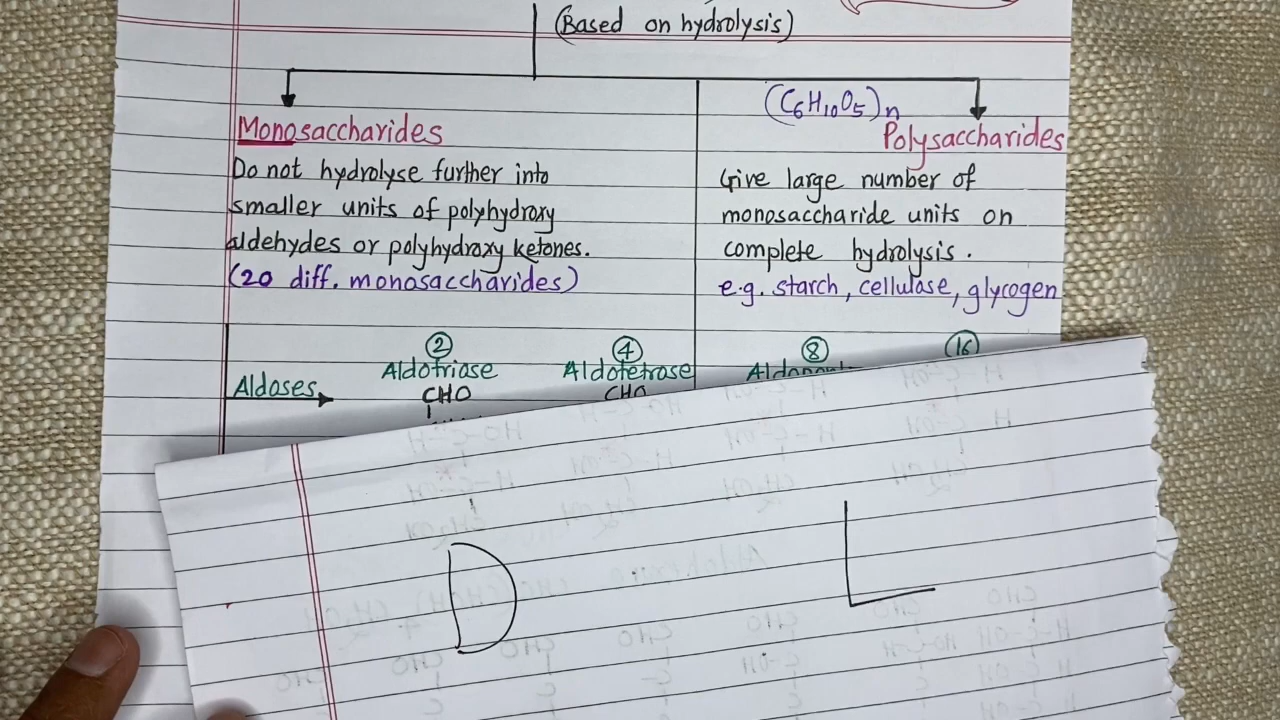 (Based on hydrolysis)
Monosaccharides
Do not hydrolyse further into
smaller units of polyhydroxy
aldehydes or polyhydroxy ketones.
(20 diff. monosaccharides)
(C6H10O5)n
Polysaccharides
Give large number of
monosaccharide units on
complete hydrolysis.
e.g. starch, cellulose, glycogen
② ④ ⑧ ⑯
Aldoses Aldotriose Aldotetrose
CHO CHO
D L